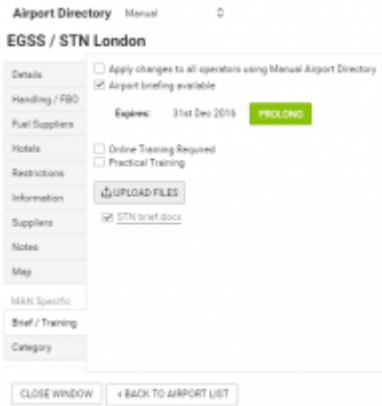 Airport Directory Manual
EGSS / STN London
Details
Apply changes to all operators using Manual Airport Directory
Airport briefing available
Handling / FBO
Expires: 31st Dec 2016 PROLONG
Fuel Suppliers
Hotels
Online Training Required
Practical Training
Restrictions
Information
UPLOAD FILES
Suppliers
STN brief.docx
Notes
Map
MAN Specific
Brief / Training
Category
CLOSE WINDOW
« BACK TO AIRPORT LIST